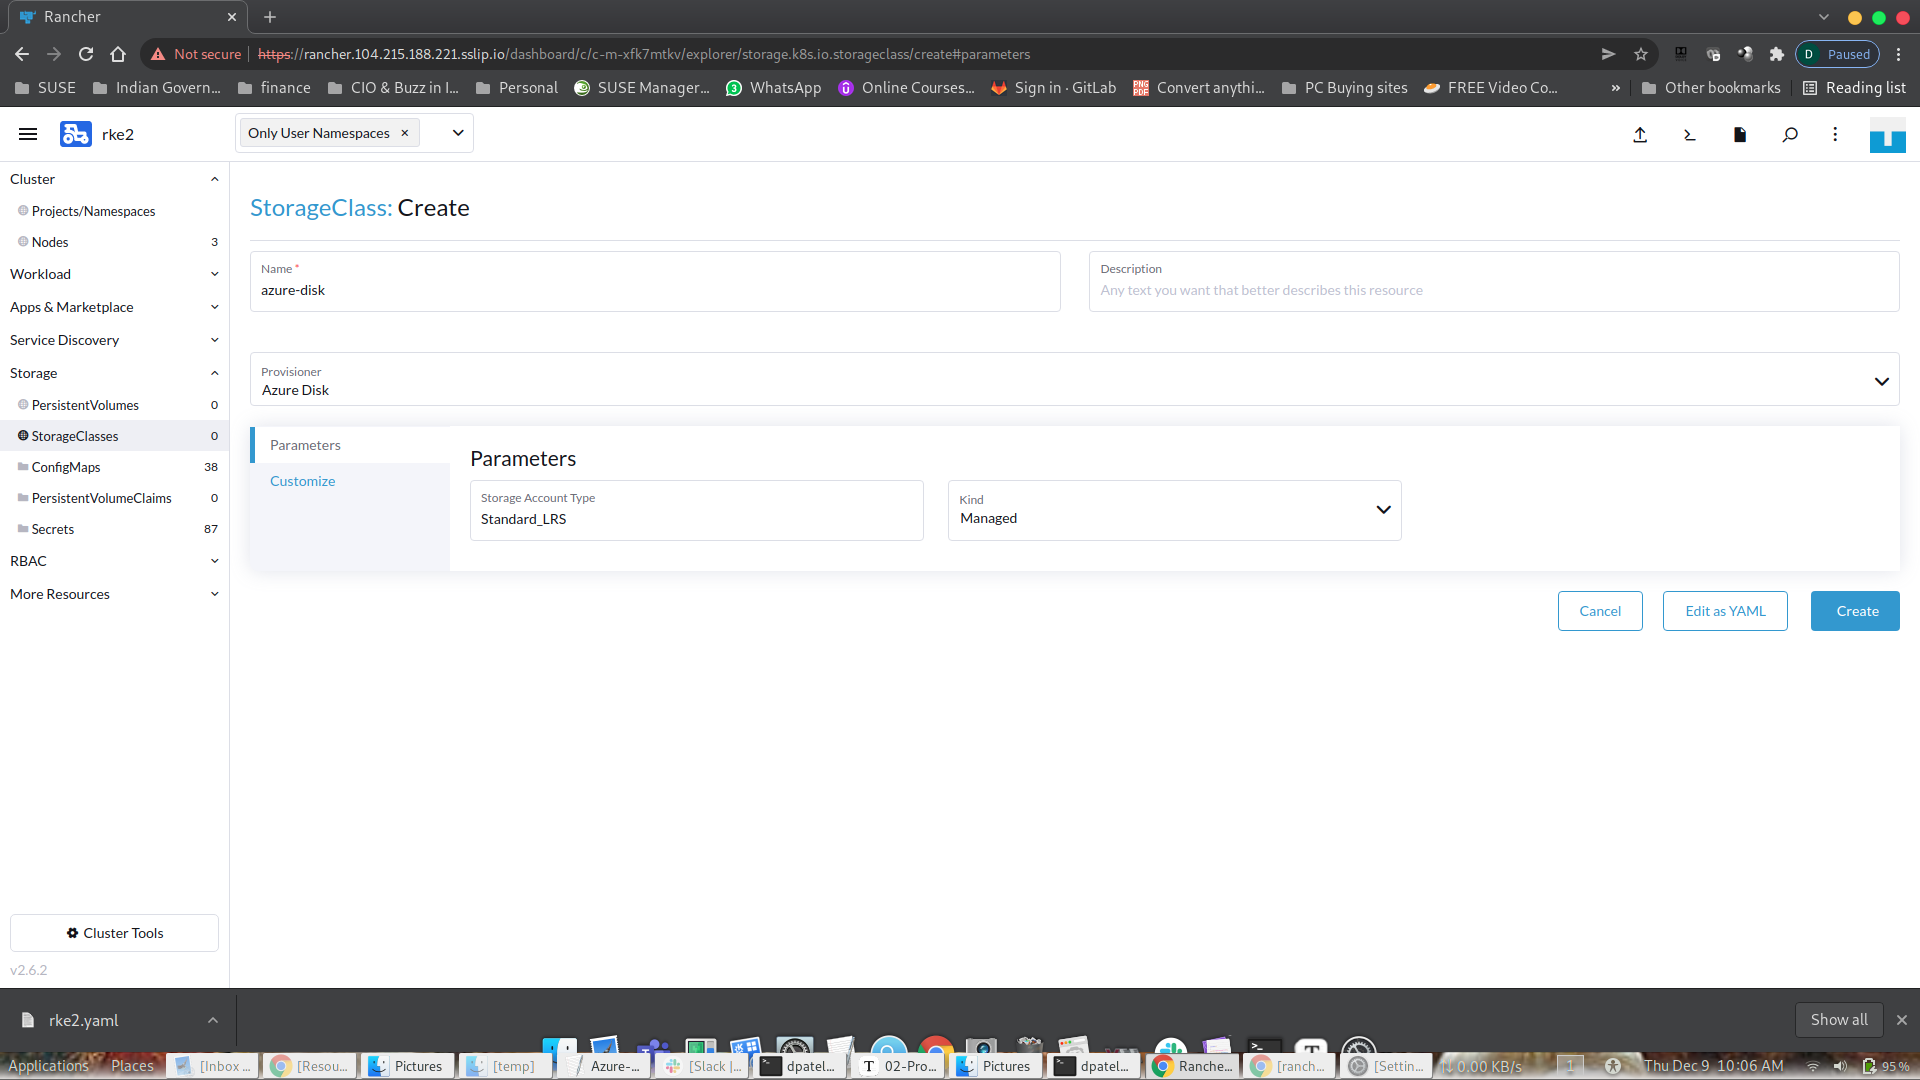 Rancher
Not secure
https://rancher.104.215.188.221.sslip.io/dashboard/c/c-m-xfk7mtkv/explorer/storage.k8s.io.storageclass/create#parameters
D Paused
SUSE
Indian Govern...
finance
CIO & Buzz in I...
Personal
SUSE Manager...
WhatsApp
Online Courses...
Sign in · GitLab
Convert anythi...
PC Buying sites
FREE Video Co...
»
Other bookmarks
Reading list
rke2
Only User Namespaces ×
Cluster
Projects/Namespaces
Nodes 3
Workload
Apps & Marketplace
Service Discovery
Storage
PersistentVolumes 0
StorageClasses 0
ConfigMaps 38
PersistentVolumeClaims 0
Secrets 87
RBAC
More Resources
Cluster Tools
v2.6.2
StorageClass: Create
Name *
azure-disk
Description
Any text you want that better describes this resource
Provisioner
Azure Disk
Parameters
Customize
Parameters
Storage Account Type
Standard_LRS
Kind
Managed
Cancel
Edit as YAML
Create
rke2.yaml
Show all
Applications
Places
[Inbox ...
[Resou...
Pictures
[temp]
Azure-...
[Slack |...
dpatel...
02-Pro...
Pictures
dpatel...
Ranche...
[ranch...
[Settin...
0.00 KB/s
1
Thu Dec 9 10:06 AM
95 %